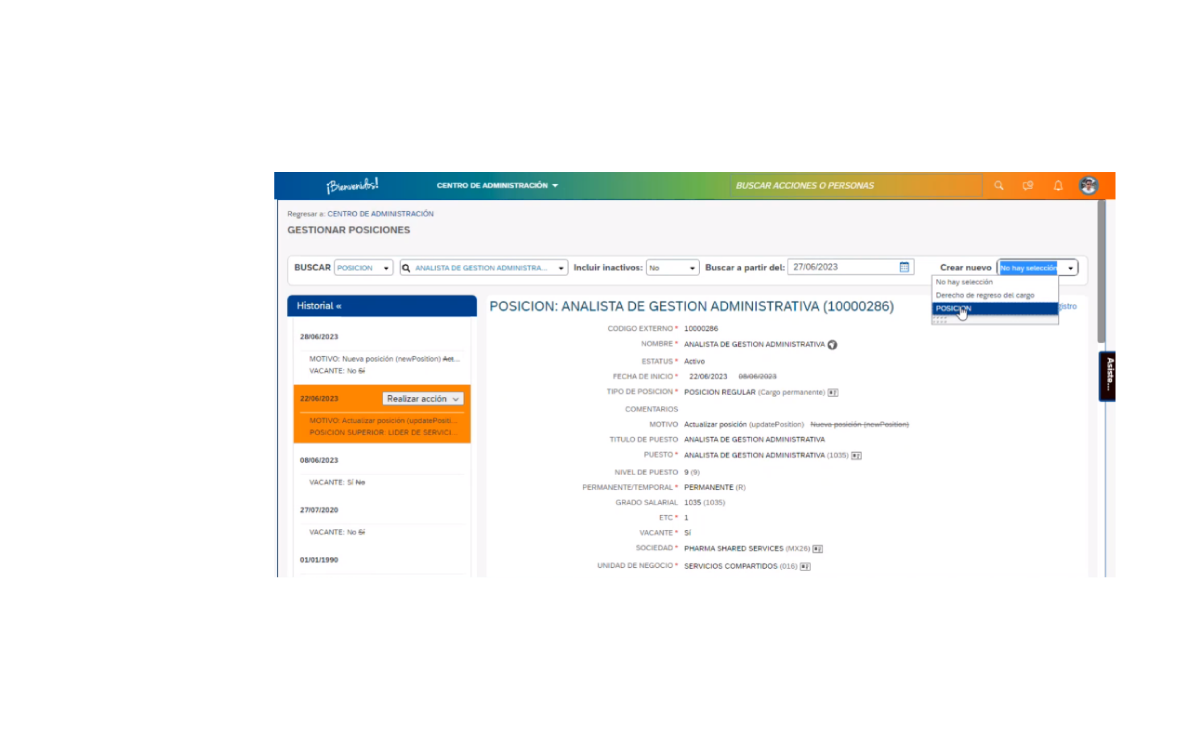 ¡Bienvenidos! CENTRO DE ADMINISTRACIÓN BUSCAR ACCIONES O PERSONAS
Regresar a: CENTRO DE ADMINISTRACIÓN
GESTIONAR POSICIONES
BUSCAR POSICION ANALISTA DE GESTION ADMINISTRA... Incluir inactivos: No Buscar a partir del: 27/06/2023 Crear nuevo No hay selección
No hay selección
Derecho de regreso del cargo
POSICION
Historial «
28/06/2023
MOTIVO: Nueva posición (newPosition) Act...
VACANTE: No Sí
22/06/2023 Realizar acción
MOTIVO: Actualizar posición (updatePositi...
POSICION SUPERIOR: LIDER DE SERVICI...
08/06/2023
VACANTE: Sí No
27/07/2020
VACANTE: No Sí
01/01/1990
POSICION: ANALISTA DE GESTION ADMINISTRATIVA (10000286)
CODIGO EXTERNO * 10000286
NOMBRE * ANALISTA DE GESTION ADMINISTRATIVA
ESTATUS * Activo
FECHA DE INICIO * 22/06/2023 08/06/2023
TIPO DE POSICION * POSICION REGULAR (Cargo permanente)
COMENTARIOS
MOTIVO Actualizar posición (updatePosition) Nueva posición (newPosition)
TITULO DE PUESTO ANALISTA DE GESTION ADMINISTRATIVA
PUESTO * ANALISTA DE GESTION ADMINISTRATIVA (1035)
NIVEL DE PUESTO 9 (9)
PERMANENTE/TEMPORAL * PERMANENTE (R)
GRADO SALARIAL 1035 (1035)
ETC * 1
VACANTE * Sí
SOCIEDAD * PHARMA SHARED SERVICES (MX26)
UNIDAD DE NEGOCIO * SERVICIOS COMPARTIDOS (016)
Asiste...